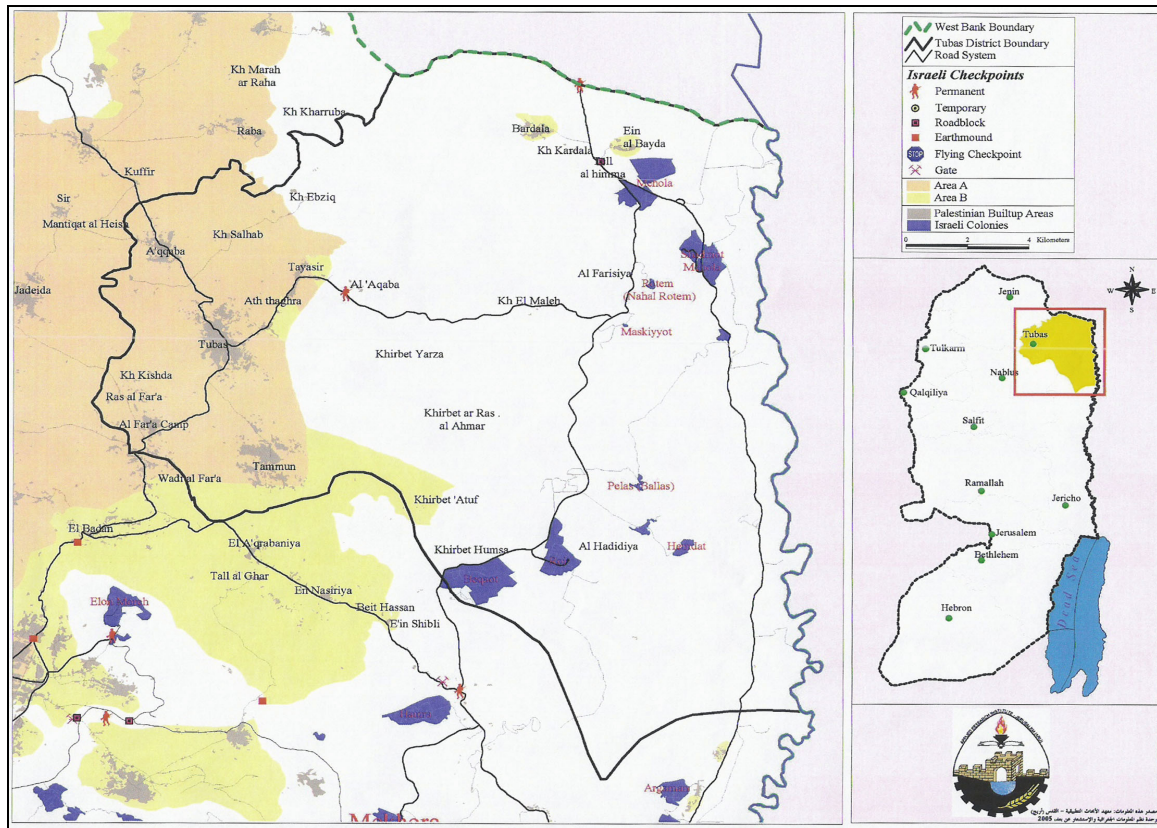 West Bank Boundary
Tubas District Boundary
Road System
Israeli Checkpoints
Permanent
Temporary
Roadblock
Earthmound
STOP
Flying Checkpoint
Gate
Area A
Area B
Palestinian Builtup Areas
Israeli Colonies
0 2 4 Kilometers
Kh Marah
ar Raha
Kh Kharruba
Raba
Bardala
Ein
al Bayda
Kh Kardala
Tall
al himma
Mehola
Kuffir
Sir
Kh Ebziq
Mantiqat al Heish
Kh Salhab
A'qqaba
Tayasir
Al Farisiya
Jadeida
'Al 'Aqaba
Rotem
(Nahal Rotem)
Ath thaghra
Kh El Maleh
Maskiyyot
Tubas
Khirbet Yarza
Kh Kishda
Ras al Far'a
Khirbet ar Ras .
al Ahmar
Al Far'a Camp
Tammun
Wadi al Far'a
Pelas (Ballas)
Khirbet 'Atuf
El Badan
El A'qrabaniya
Khirbet Humsa
Al Hadidiya
Hemdat
Tall al Ghar
Beqaot
En Nasiriya
Elon Moreh
Beit Hassan
E'in Shibli
Hamra
Argaman
N
W E
S
Jenin
Tubas
Tulkarm
Nablus
Qalqiliya
Salfit
Ramallah
Jericho
Jerusalem
Bethlehem
Hebron
Dead Sea